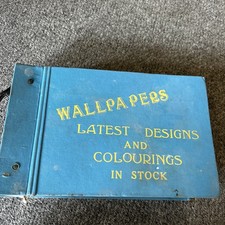 WALLPAPERS
LATEST DESIGNS
AND
COLOURINGS
IN STOCK